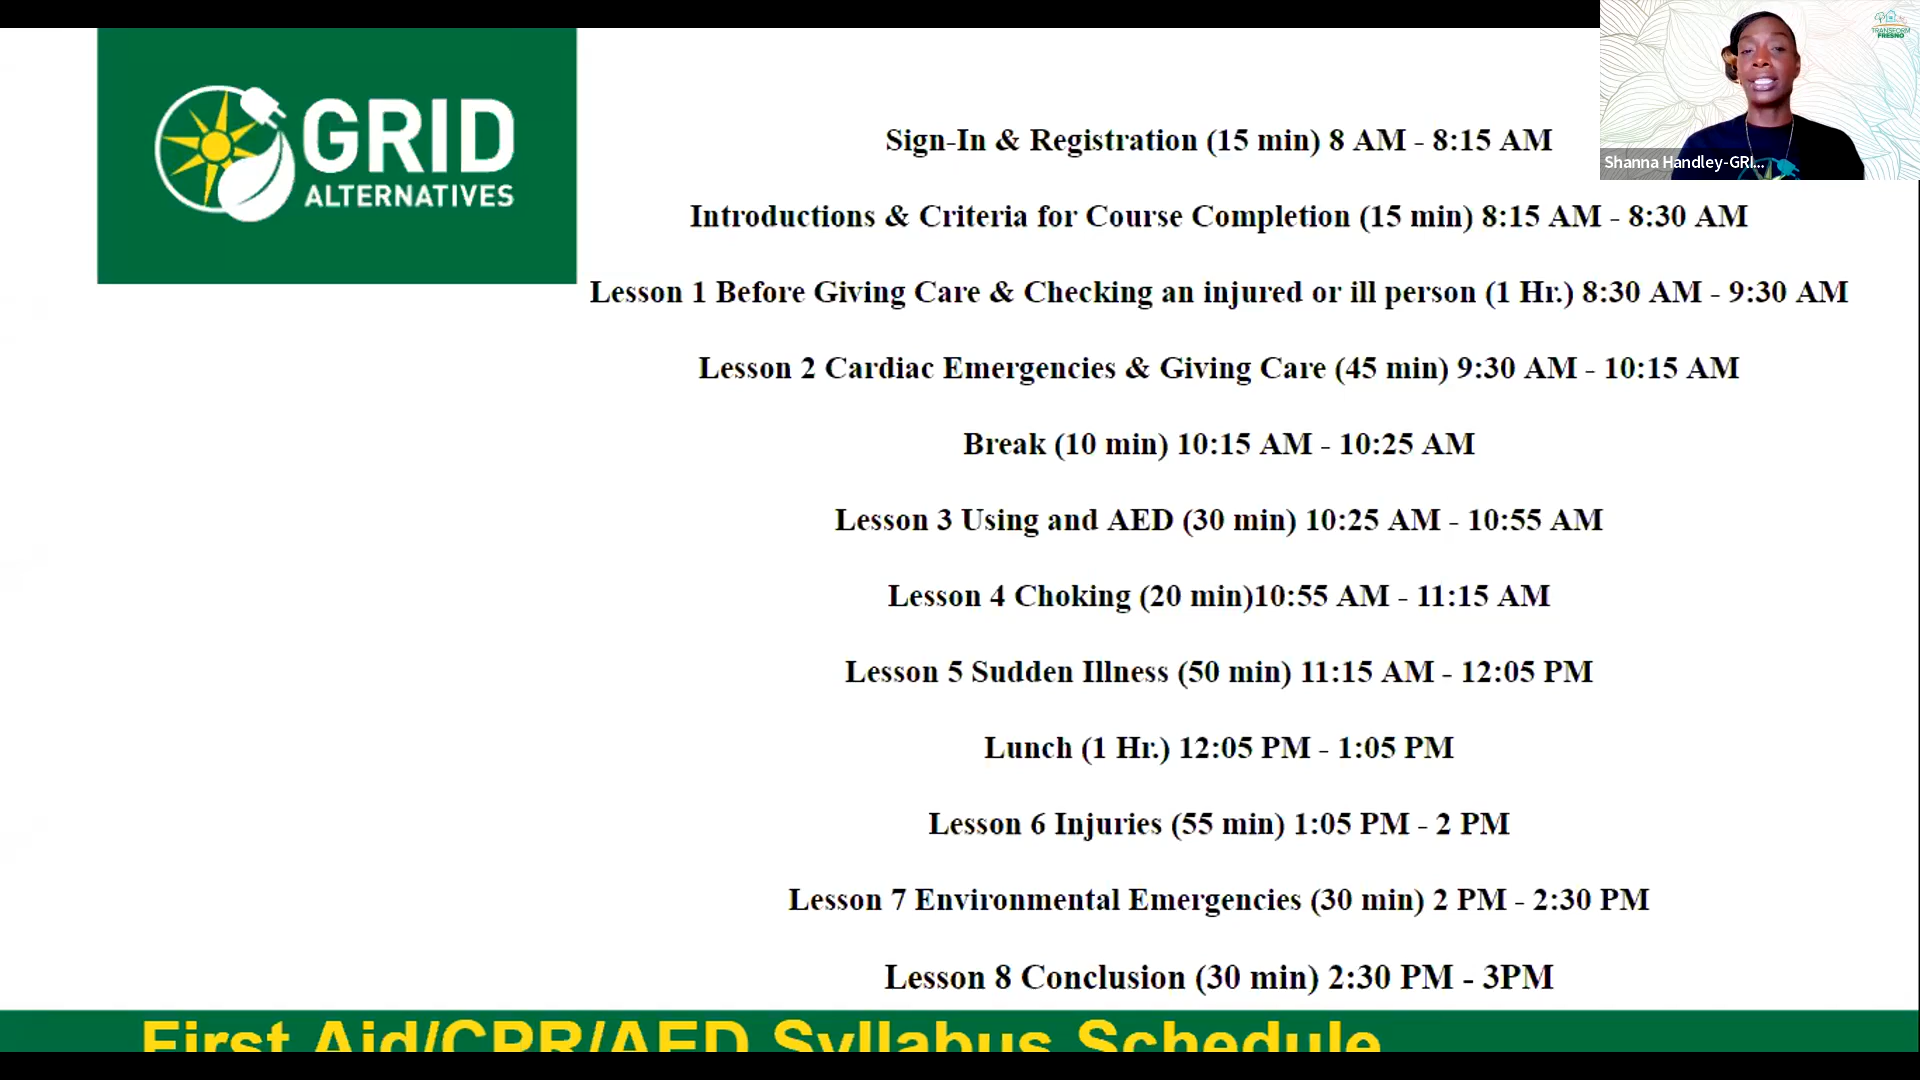 GRID
ALTERNATIVES
TRANSFORM
FRESNO
Shanna Handley-GRI...
Sign-In & Registration (15 min) 8 AM - 8:15 AM
Introductions & Criteria for Course Completion (15 min) 8:15 AM - 8:30 AM
Lesson 1 Before Giving Care & Checking an injured or ill person (1 Hr.) 8:30 AM - 9:30 AM
Lesson 2 Cardiac Emergencies & Giving Care (45 min) 9:30 AM - 10:15 AM
Break (10 min) 10:15 AM - 10:25 AM
Lesson 3 Using and AED (30 min) 10:25 AM - 10:55 AM
Lesson 4 Choking (20 min)10:55 AM - 11:15 AM
Lesson 5 Sudden Illness (50 min) 11:15 AM - 12:05 PM
Lunch (1 Hr.) 12:05 PM - 1:05 PM
Lesson 6 Injuries (55 min) 1:05 PM - 2 PM
Lesson 7 Environmental Emergencies (30 min) 2 PM - 2:30 PM
Lesson 8 Conclusion (30 min) 2:30 PM - 3PM
First Aid/CPR/AED Syllabus Schedule